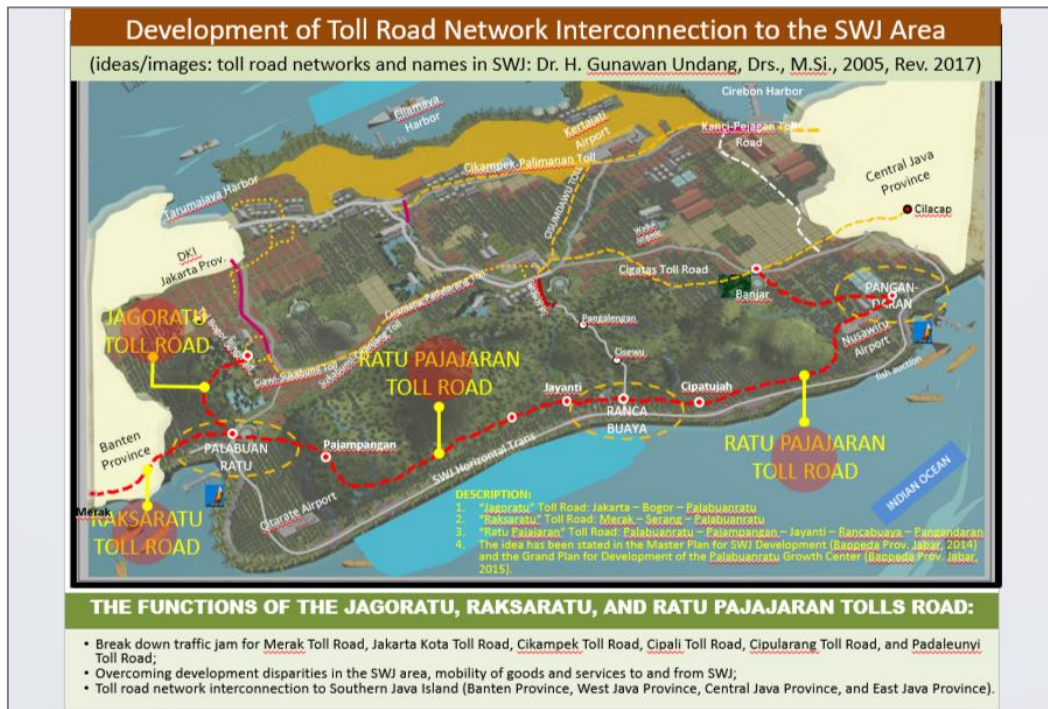 Development of Toll Road Network Interconnection to the SWJ Area
(ideas/images: toll road networks and names in SWJ: Dr. H. Gunawan Undang, Drs., M.Si., 2005, Rev. 2017)
Cilamaya
Harbor
Cirebon Harbor
Kertajati
Airport
Kanci-Pejagan Toll
Road
Cikampek-Palimanan Toll
Central Java
Province
Tarumajaya Harbor
CISUMDAWU TOLL
Cilacap
DKI
Jakarta Prov.
Cigatas Toll Road
Banjar
PANGAN-
DARAN
JAGORATU
TOLL ROAD
Pangalengan
Nusawiru
Airport
RATU PAJAJARAN
TOLL ROAD
Cisewu
fish auction
Jayanti
Cipatujah
RANCA
BUAYA
Banten
Province
PALABUAN
RATU
Pajampangan
SWJ Horizontal Trans
RATU PAJAJARAN
TOLL ROAD
Citarate Airport
INDIAN OCEAN
Merak
RAKSARATU
TOLL ROAD
DESCRIPTION:
1. "Jagoratu" Toll Road: Jakarta – Bogor – Palabuanratu
2. "Raksaratu" Toll Road: Merak – Serang – Palabuanratu
3. "Ratu Pajajaran" Toll Road: Palabuanratu – Pajampangan – Jayanti – Rancabuaya – Pangandaran
4. The idea has been stated in the Master Plan for SWJ Development (Bappeda Prov. Jabar, 2014)
and the Grand Plan for Development of the Palabuanratu Growth Center (Bappeda Prov. Jabar,
2015).
THE FUNCTIONS OF THE JAGORATU, RAKSARATU, AND RATU PAJAJARAN TOLLS ROAD:
• Break down traffic jam for Merak Toll Road, Jakarta Kota Toll Road, Cikampek Toll Road, Cipali Toll Road, Cipularang Toll Road, and Padaleunyi
Toll Road;
• Overcoming development disparities in the SWJ area, mobility of goods and services to and from SWJ;
• Toll road network interconnection to Southern Java Island (Banten Province, West Java Province, Central Java Province, and East Java Province).